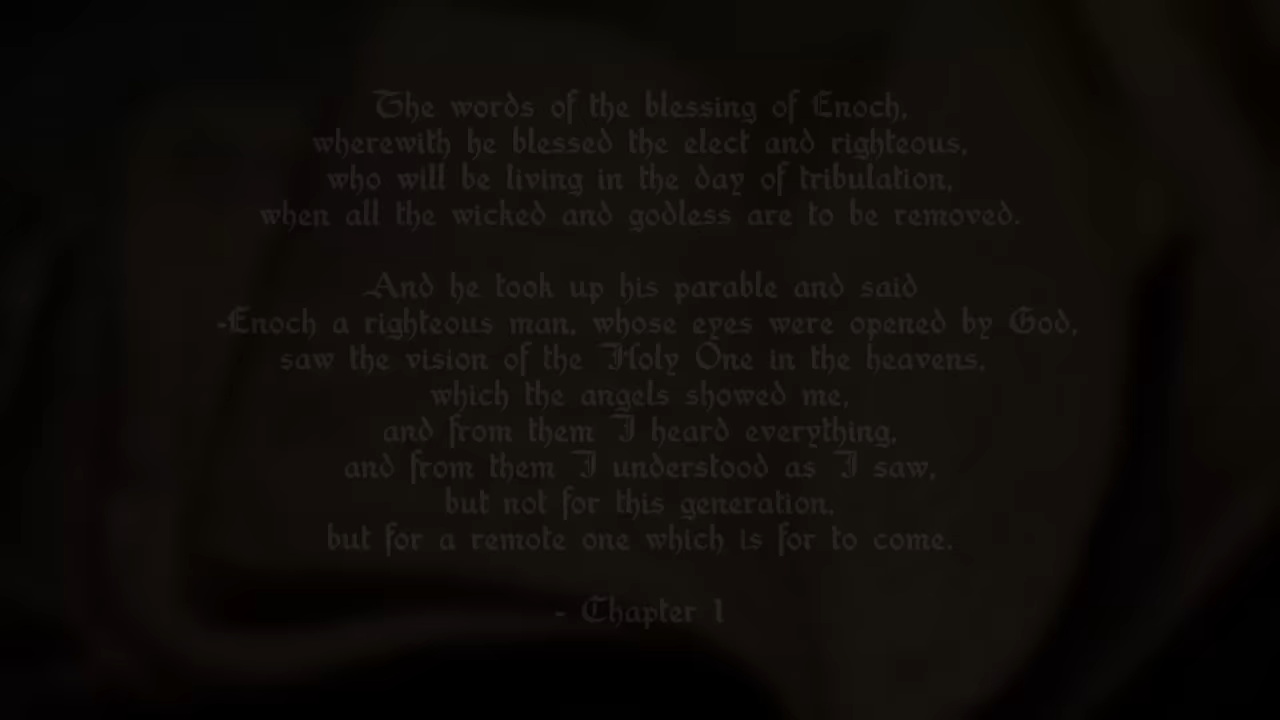 The words of the blessing of Enoch,
wherewith he blessed the elect and righteous,
who will be living in the day of tribulation,
when all the wicked and godless are to be removed.
And he took up his parable and said
-Enoch a righteous man, whose eyes were opened by God,
saw the vision of the Holy One in the heavens,
which the angels showed me,
and from them I heard everything,
and from them I understood as I saw,
but not for this generation,
but for a remote one which is for to come.
- Chapter 1